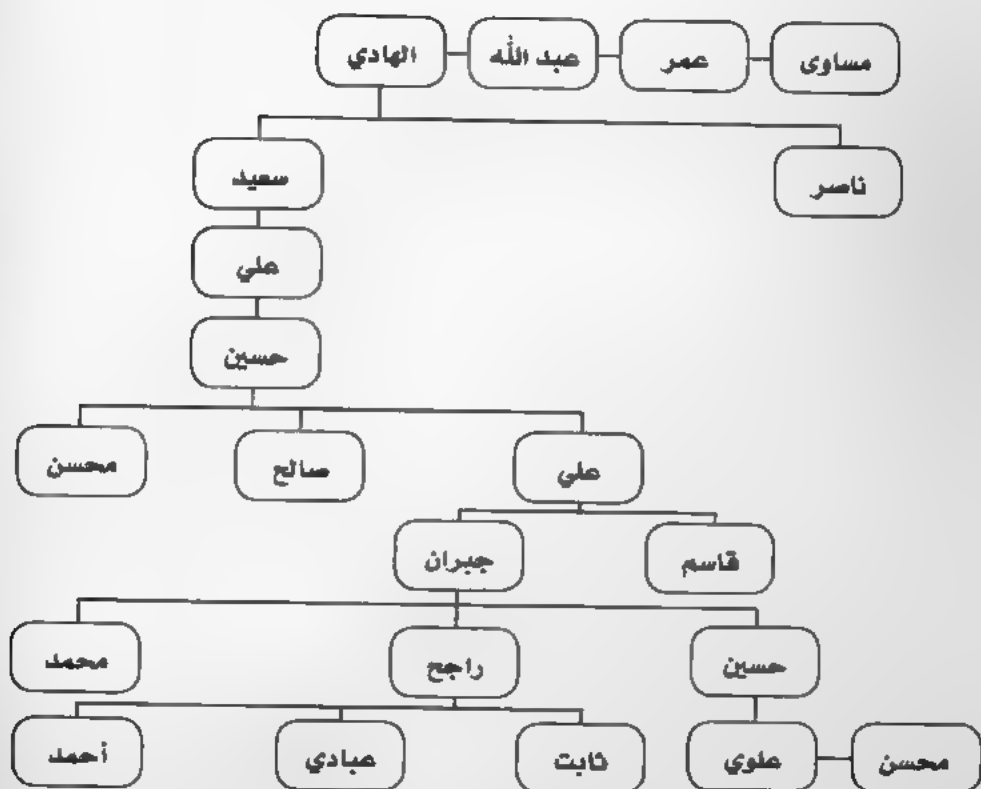 مساوى عمر عبد الله الهادي
ناصر سعيد
علي
حسين
علي صالح محسن
قاسم جبران
حسين راجح محمد
محسن علوي ثابت عبادي أحمد